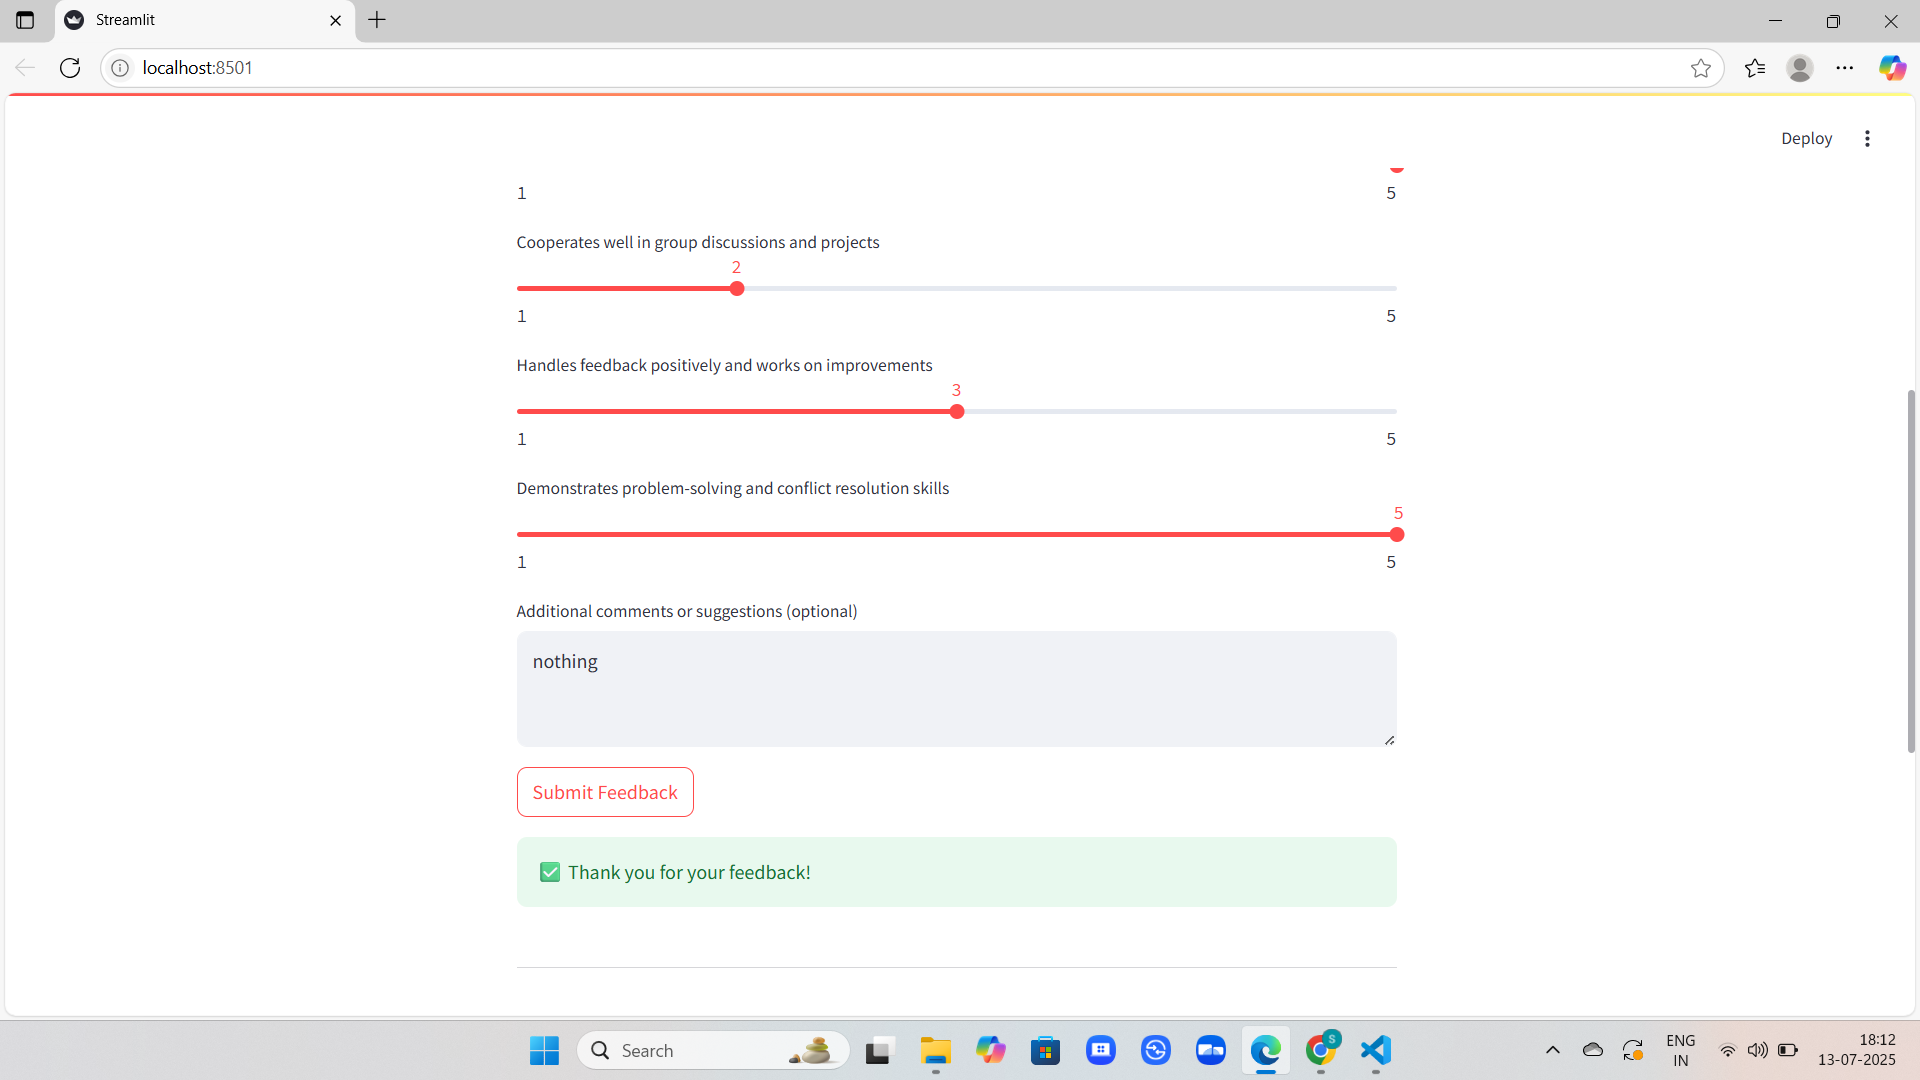 Streamlit
localhost:8501
Deploy
1 5
Cooperates well in group discussions and projects
2
1 5
Handles feedback positively and works on improvements
3
1 5
Demonstrates problem-solving and conflict resolution skills
5
1 5
Additional comments or suggestions (optional)
nothing
Submit Feedback
✅ Thank you for your feedback!
Search
S
ENG
IN
18:12
13-07-2025